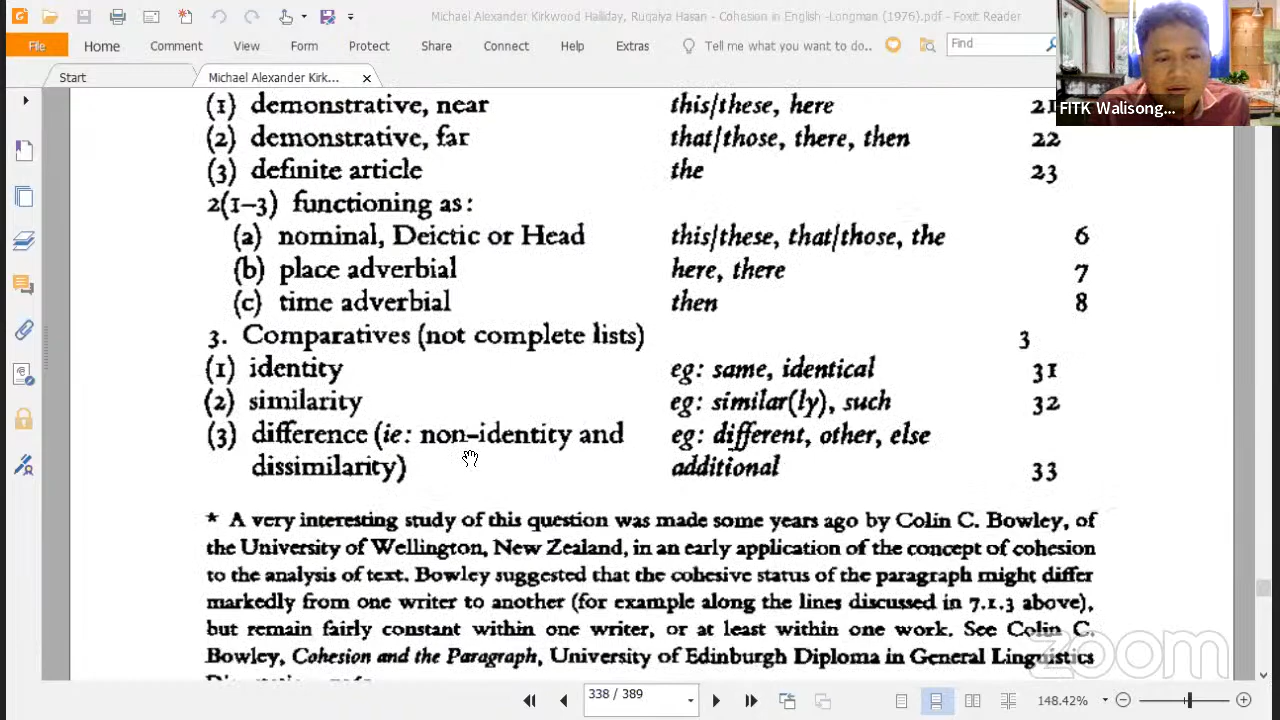 Michael Alexander Kirkwood Halliday, Ruqaiya Hasan - Cohesion in English -Longman (1976).pdf - Foxit Reader
File Home Comment View Form Protect Share Connect Help Extras Tell me what you want to do.. Find
Start Michael Alexander Kirk...
FITK Walisong...
(1) demonstrative, near this/these, here 21
(2) demonstrative, far that/those, there, then 22
(3) definite article the 23
2(1–3) functioning as:
(a) nominal, Deictic or Head this/these, that/those, the 6
(b) place adverbial here, there 7
(c) time adverbial then 8
3. Comparatives (not complete lists) 3
(1) identity eg: same, identical 31
(2) similarity eg: similar(ly), such 32
(3) difference (ie: non-identity and eg: different, other, else
dissimilarity) additional 33
* A very interesting study of this question was made some years ago by Colin C. Bowley, of
the University of Wellington, New Zealand, in an early application of the concept of cohesion
to the analysis of text. Bowley suggested that the cohesive status of the paragraph might differ
markedly from one writer to another (for example along the lines discussed in 7.1.3 above),
but remain fairly constant within one writer, or at least within one work. See Colin C.
Bowley, Cohesion and the Paragraph, University of Edinburgh Diploma in General Linguistics
zoom
338 / 389 148.42%